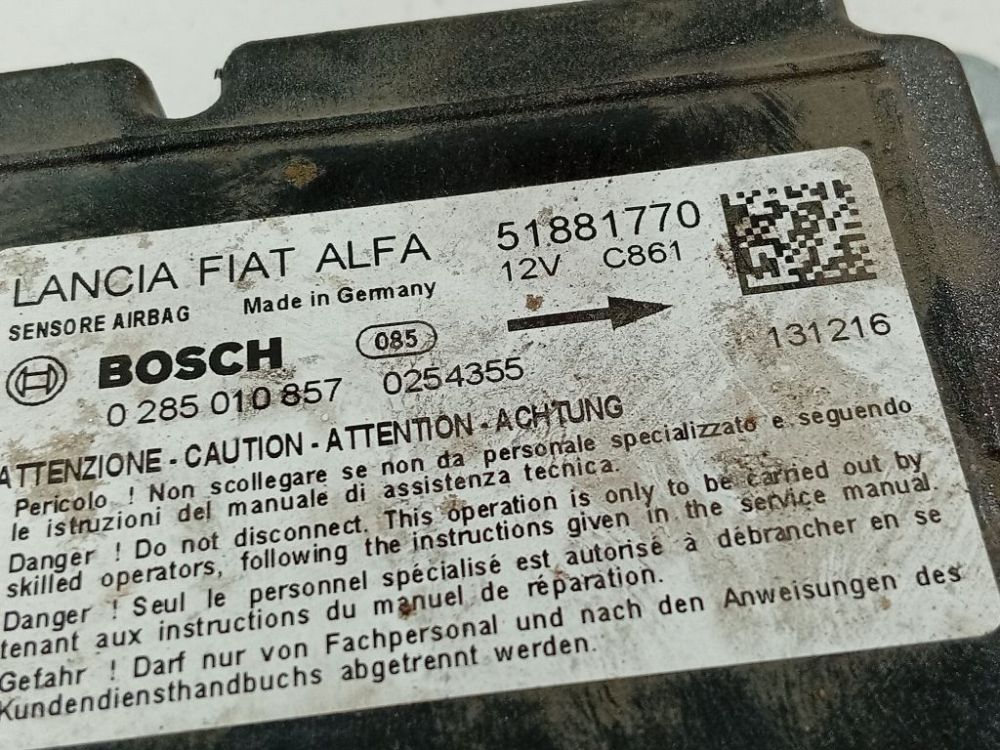 LANCIA FIAT ALFA 51881770
12V C861
SENSORE AIRBAG Made in Germany
BOSCH 085 131216
0 285 010 857 0254355
ATTENZIONE - CAUTION - ATTENTION - ACHTUNG
Pericolo ! Non scollegare se non da personale specializzato e seguendo
le istruzioni del manuale di assistenza tecnica.
Danger ! Do not disconnect. This operation is only to be carried out by
skilled operators, following the instructions given in the service manual.
Danger ! Seul le personnel spécialisé est autorisé à débrancher en se
tenant aux instructions du manuel de réparation.
Gefahr ! Darf nur von Fachpersonal und nach den Anweisungen des
Kundendiensthandbuchs abgetrennt werden.